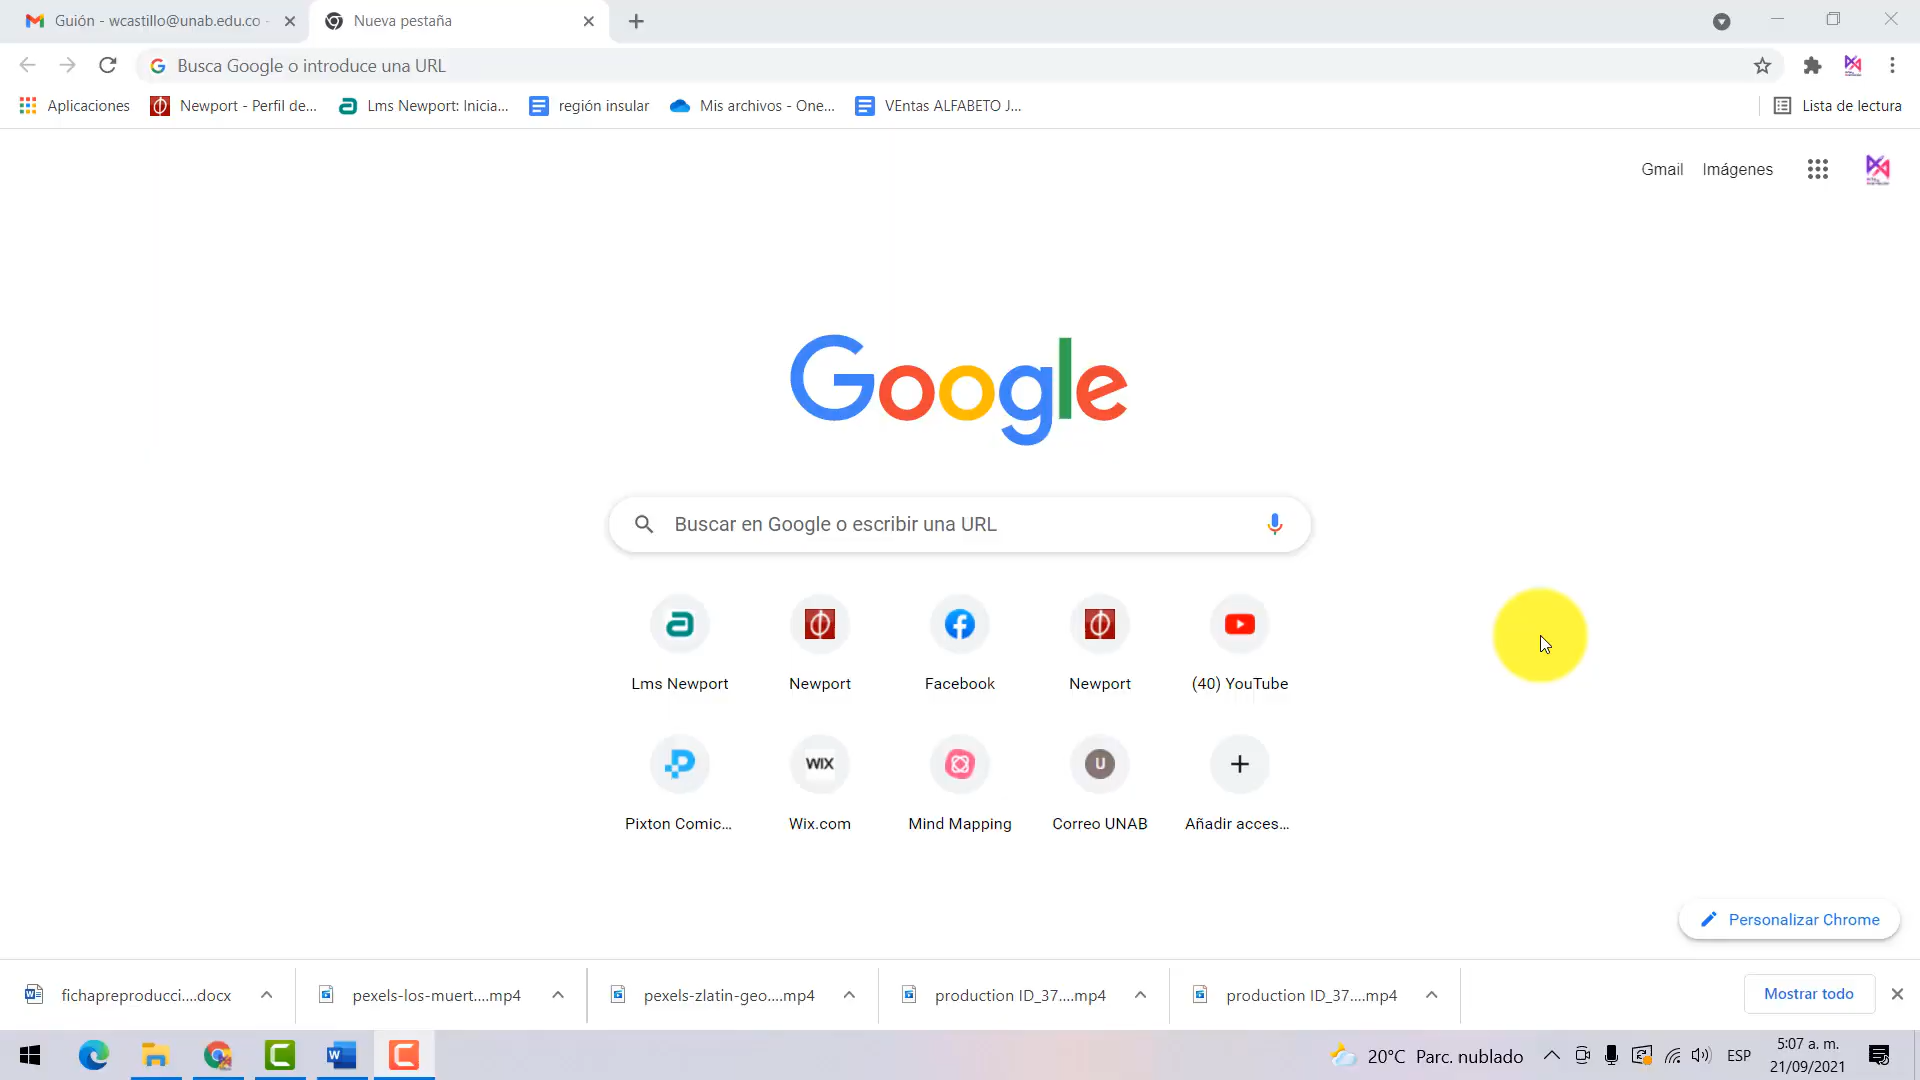 Guión - wcastillo@unab.edu.co -
Nueva pestaña
Busca Google o introduce una URL
Aplicaciones
Newport - Perfil de...
Lms Newport: Inicia...
región insular
Mis archivos - One...
VEntas ALFABETO J...
Lista de lectura
Gmail
Imágenes
Google
Buscar en Google o escribir una URL
Lms Newport
Newport
Facebook
Newport
(40) YouTube
WIX
U
Pixton Comic...
Wix.com
Mind Mapping
Correo UNAB
Añadir acces...
Personalizar Chrome
fichapreproducci....docx
pexels-los-muert....mp4
pexels-zlatin-geo....mp4
production ID_37....mp4
production ID_37....mp4
Mostrar todo
20°C Parc. nublado
ESP
5:07 a. m.
21/09/2021